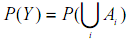 P(Y) = P(⋃ᵢ Aᵢ)